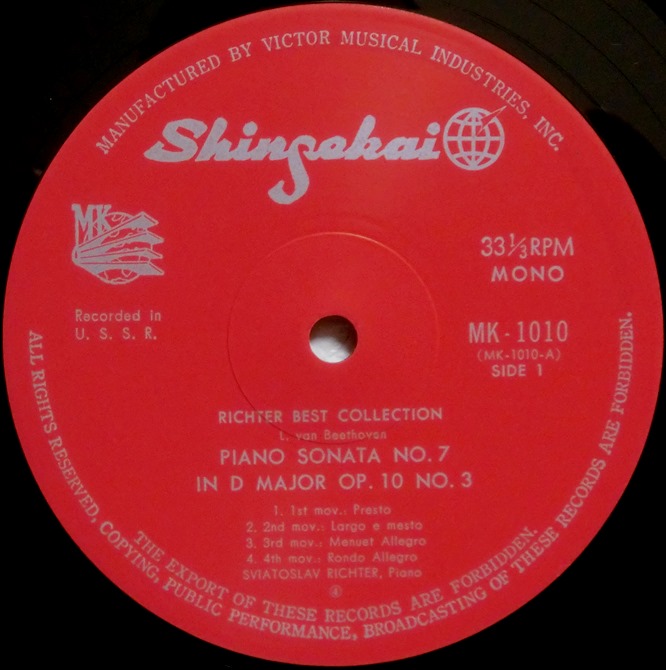 MANUFACTURED BY VICTOR MUSICAL INDUSTRIES, INC.
Shinsekai
MK
33⅓RPM
MONO
Recorded in
U. S. S. R.
MK-1010
(MK-1010-A)
SIDE 1
RICHTER BEST COLLECTION
L. van Beethoven
PIANO SONATA NO. 7
IN D MAJOR OP. 10 NO. 3
1. 1st mov.: Presto
2. 2nd mov.: Largo e mesto
3. 3rd mov.: Menuet Allegro
4. 4th mov.: Rondo Allegro
SVIATOSLAV RICHTER, Piano
THE EXPORT OF THESE RECORDS ARE FORBIDDEN.
ALL RIGHTS RESERVED, COPYING, PUBLIC PERFORMANCE, BROADCASTING OF THESE RECORDS ARE FORBIDDEN.